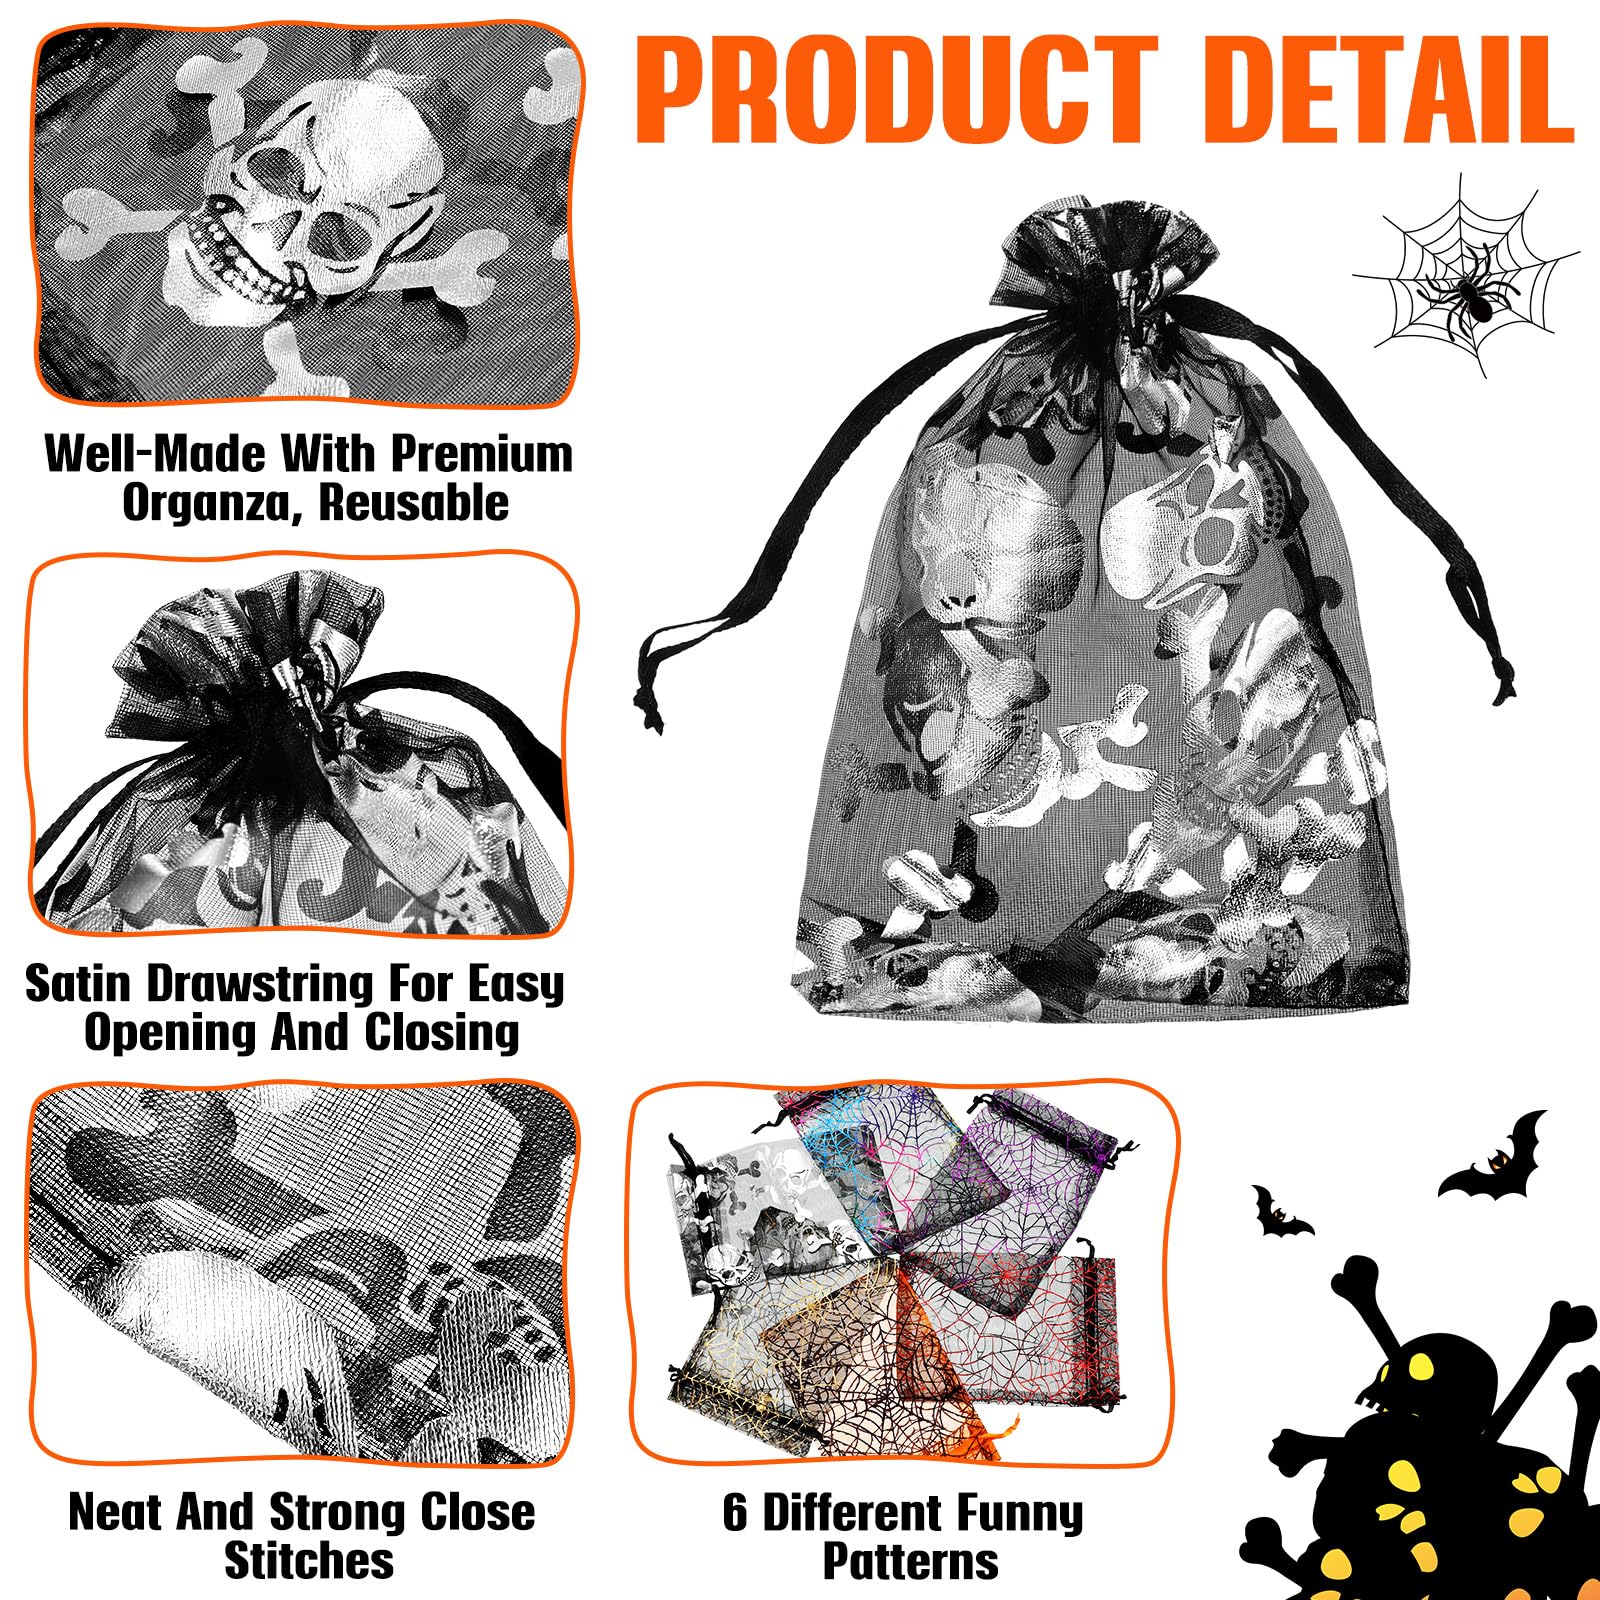 PRODUCT DETAIL
Well-Made With Premium
Organza, Reusable
Satin Drawstring For Easy
Opening And Closing
Neat And Strong Close
Stitches
6 Different Funny
Patterns